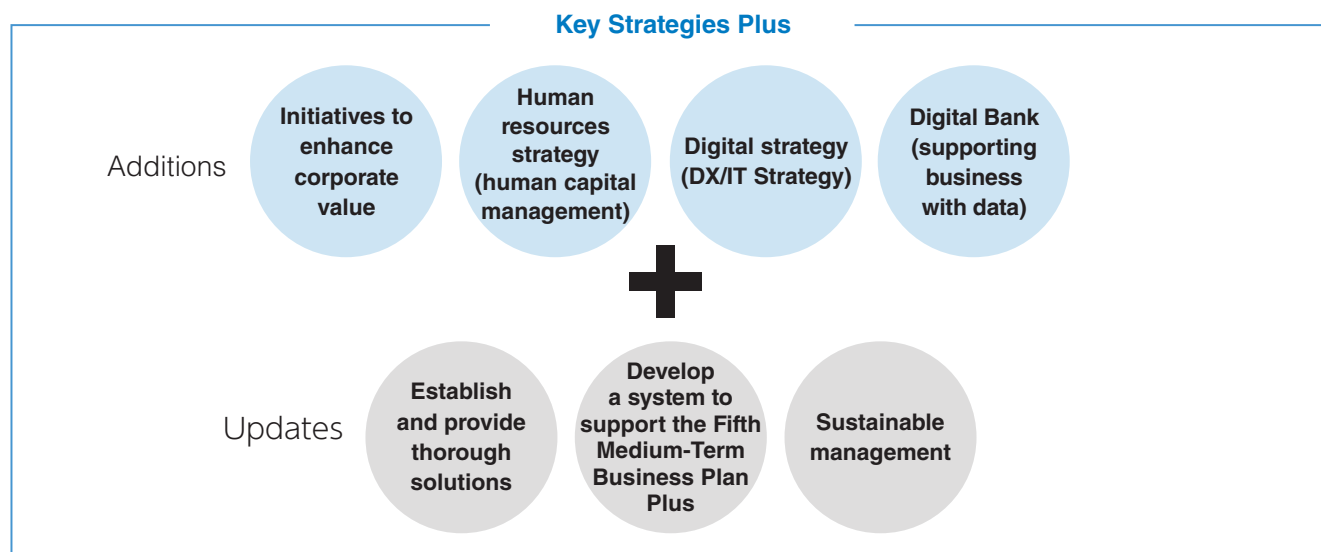 Key Strategies Plus
Additions
Initiatives to
enhance
corporate
value
Human
resources
strategy
(human capital
management)
Digital strategy
(DX/IT Strategy)
Digital Bank
(supporting
business
with data)
Updates
Establish
and provide
thorough
solutions
Develop
a system to
support the Fifth
Medium-Term
Business Plan
Plus
Sustainable
management